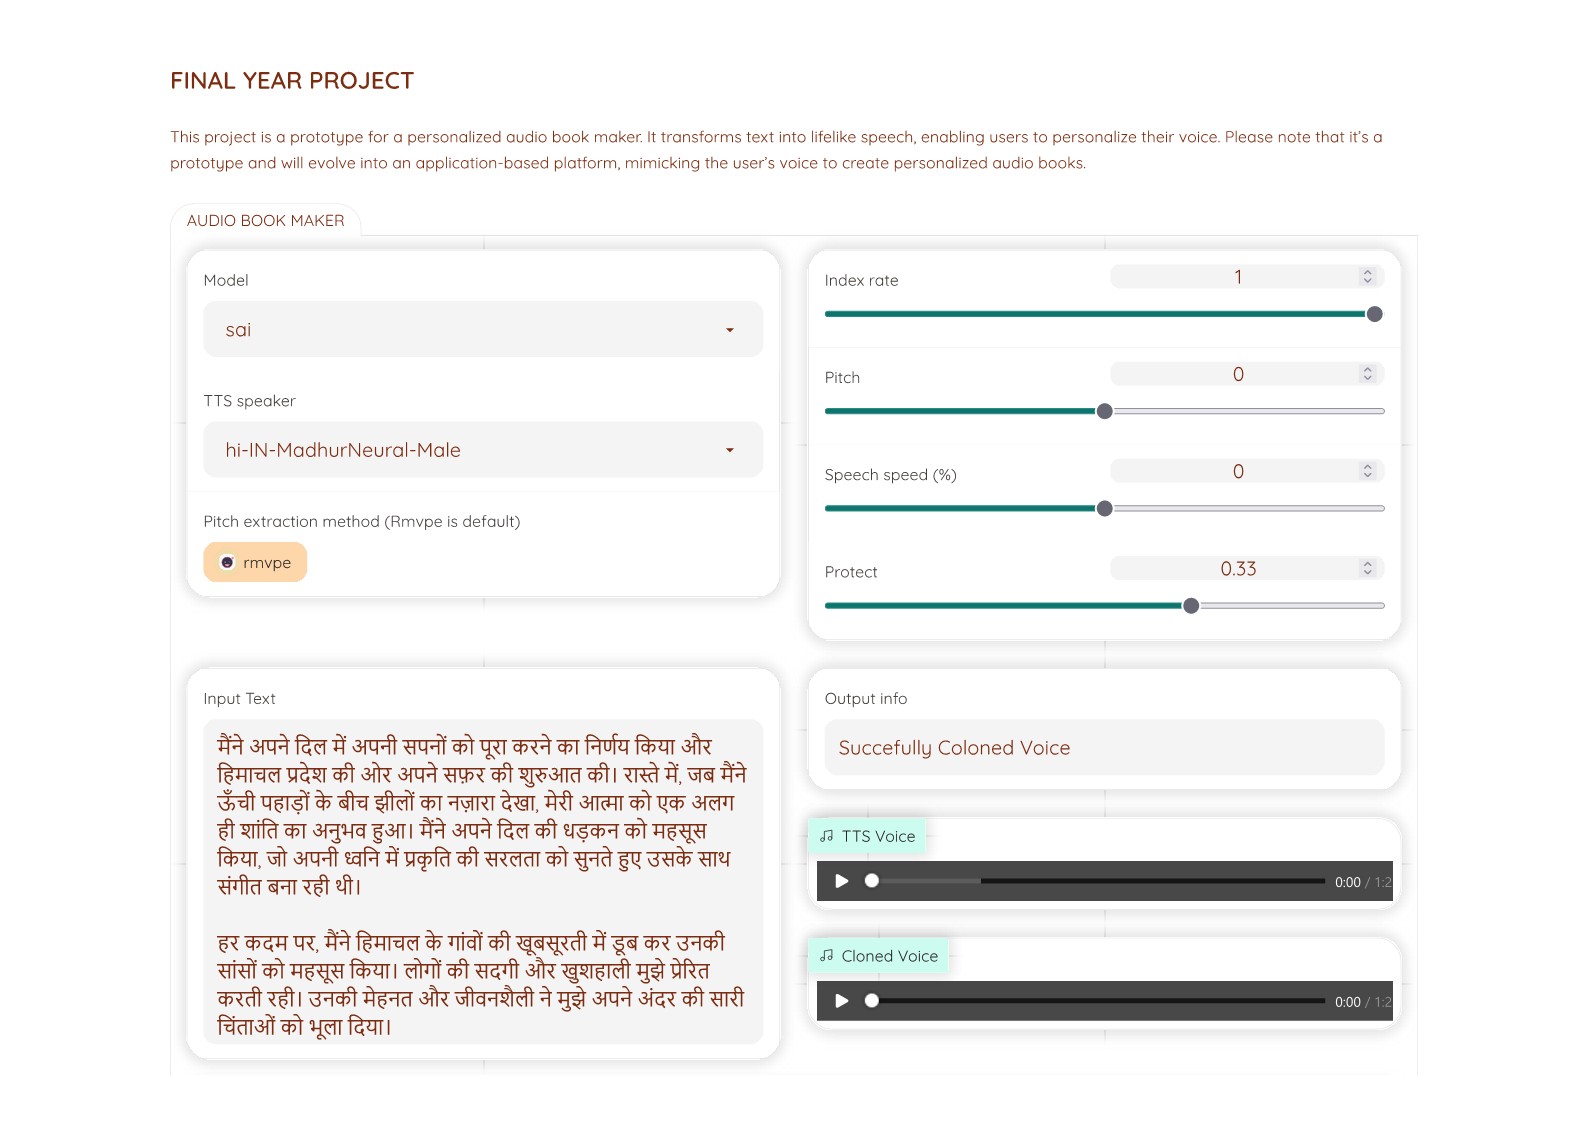 FINAL YEAR PROJECT
This project is a prototype for a personalized audio book maker. It transforms text into lifelike speech, enabling users to personalize their voice. Please note that it's a
prototype and will evolve into an application-based platform, mimicking the user's voice to create personalized audio books.
AUDIO BOOK MAKER
Model
sai
TTS speaker
hi-IN-MadhurNeural-Male
Pitch extraction method (Rmvpe is default)
rmvpe
Index rate
1
Pitch
0
Speech speed (%)
0
Protect
0.33
Input Text
मैंने अपने दिल में अपनी सपनों को पूरा करने का निर्णय किया और
हिमाचल प्रदेश की ओर अपने सफ़र की शुरुआत की। रास्ते में, जब मैंने
ऊँची पहाड़ों के बीच झीलों का नज़ारा देखा, मेरी आत्मा को एक अलग
ही शांति का अनुभव हुआ। मैंने अपने दिल की धड़कन को महसूस
किया, जो अपनी ध्वनि में प्रकृति की सरलता को सुनते हुए उसके साथ
संगीत बना रही थी।
हर कदम पर, मैंने हिमाचल के गांवों की खूबसूरती में डूब कर उनकी
सांसों को महसूस किया। लोगों की सदगी और खुशहाली मुझे प्रेरित
करती रही। उनकी मेहनत और जीवनशैली ने मुझे अपने अंदर की सारी
चिंताओं को भूला दिया।
Output info
Succefully Coloned Voice
TTS Voice
0:00 / 1:2
Cloned Voice
0:00 / 1:2